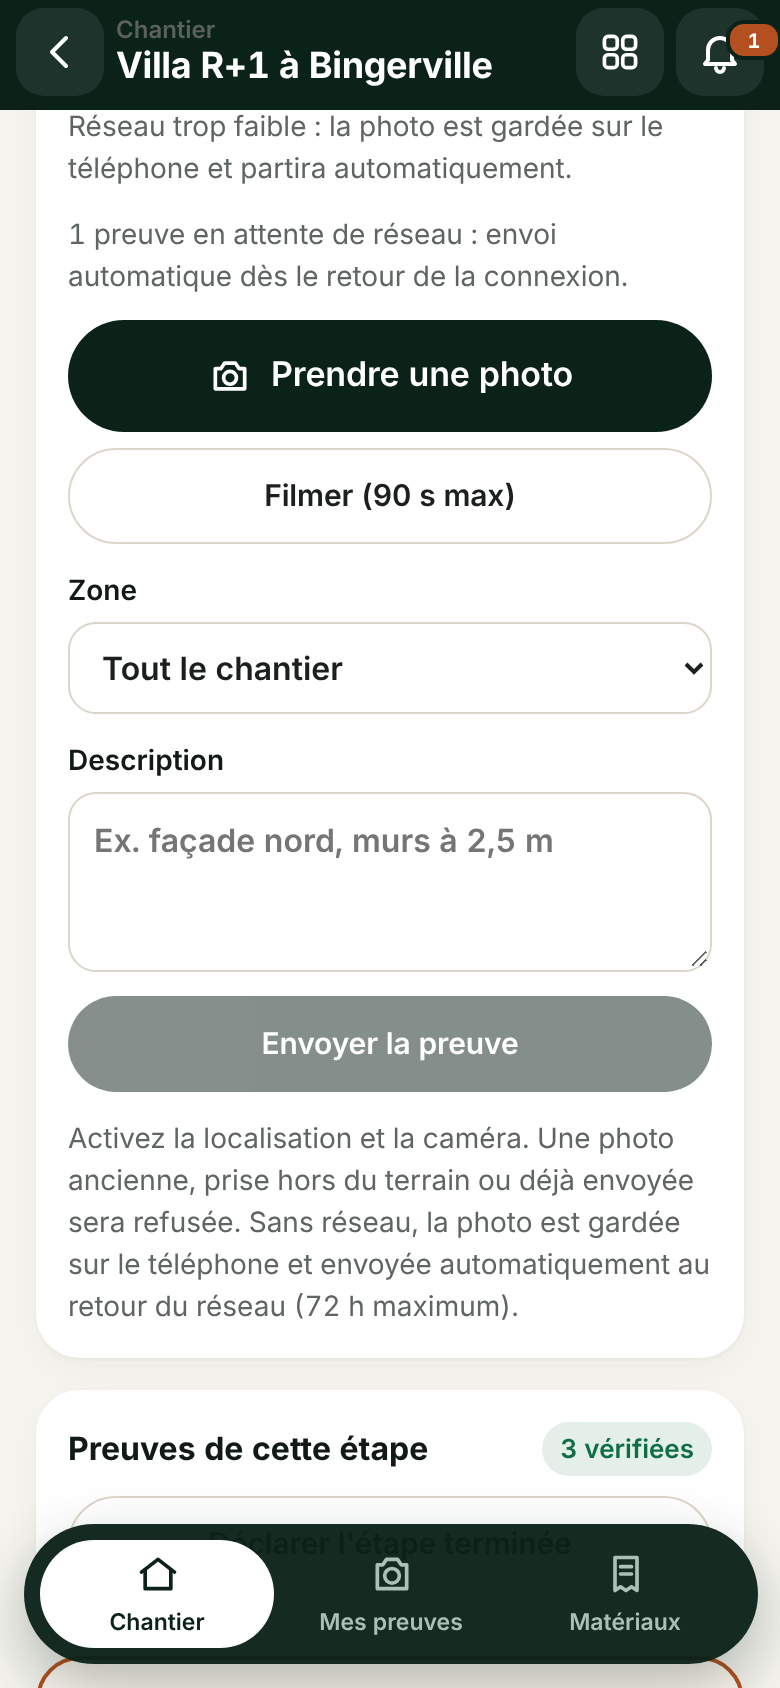 Chantier
Villa R+1 à Bingerville
1
Réseau trop faible : la photo est gardée sur le
téléphone et partira automatiquement.
1 preuve en attente de réseau : envoi
automatique dès le retour de la connexion.
Prendre une photo
Filmer (90 s max)
Zone
Tout le chantier
Description
Ex. façade nord, murs à 2,5 m
Envoyer la preuve
Activez la localisation et la caméra. Une photo
ancienne, prise hors du terrain ou déjà envoyée
sera refusée. Sans réseau, la photo est gardée
sur le téléphone et envoyée automatiquement au
retour du réseau (72 h maximum).
Preuves de cette étape
3 vérifiées
Déclarer l'étape terminée
Chantier
Mes preuves
Matériaux